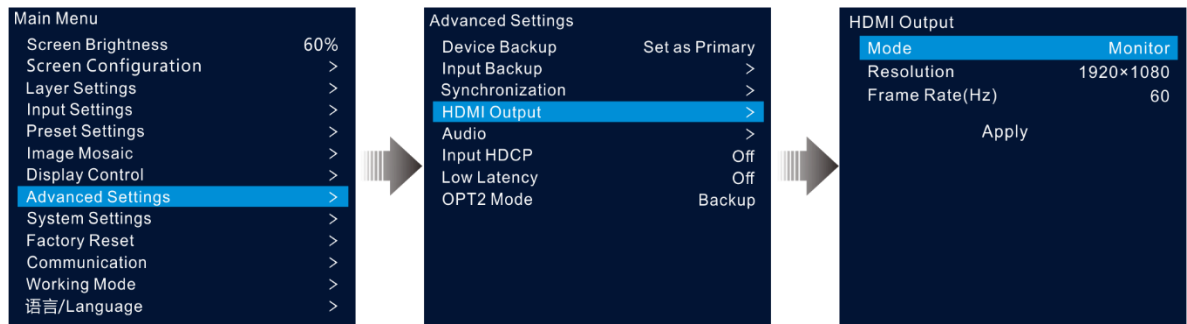 Main Menu
Screen Brightness 60%
Screen Configuration >
Layer Settings >
Input Settings >
Preset Settings >
Image Mosaic >
Display Control >
Advanced Settings >
System Settings >
Factory Reset >
Communication >
Working Mode >
语言/Language >
Advanced Settings
Device Backup Set as Primary
Input Backup >
Synchronization >
HDMI Output >
Audio >
Input HDCP Off
Low Latency Off
OPT2 Mode Backup
HDMI Output
Mode Monitor
Resolution 1920×1080
Frame Rate(Hz) 60
Apply